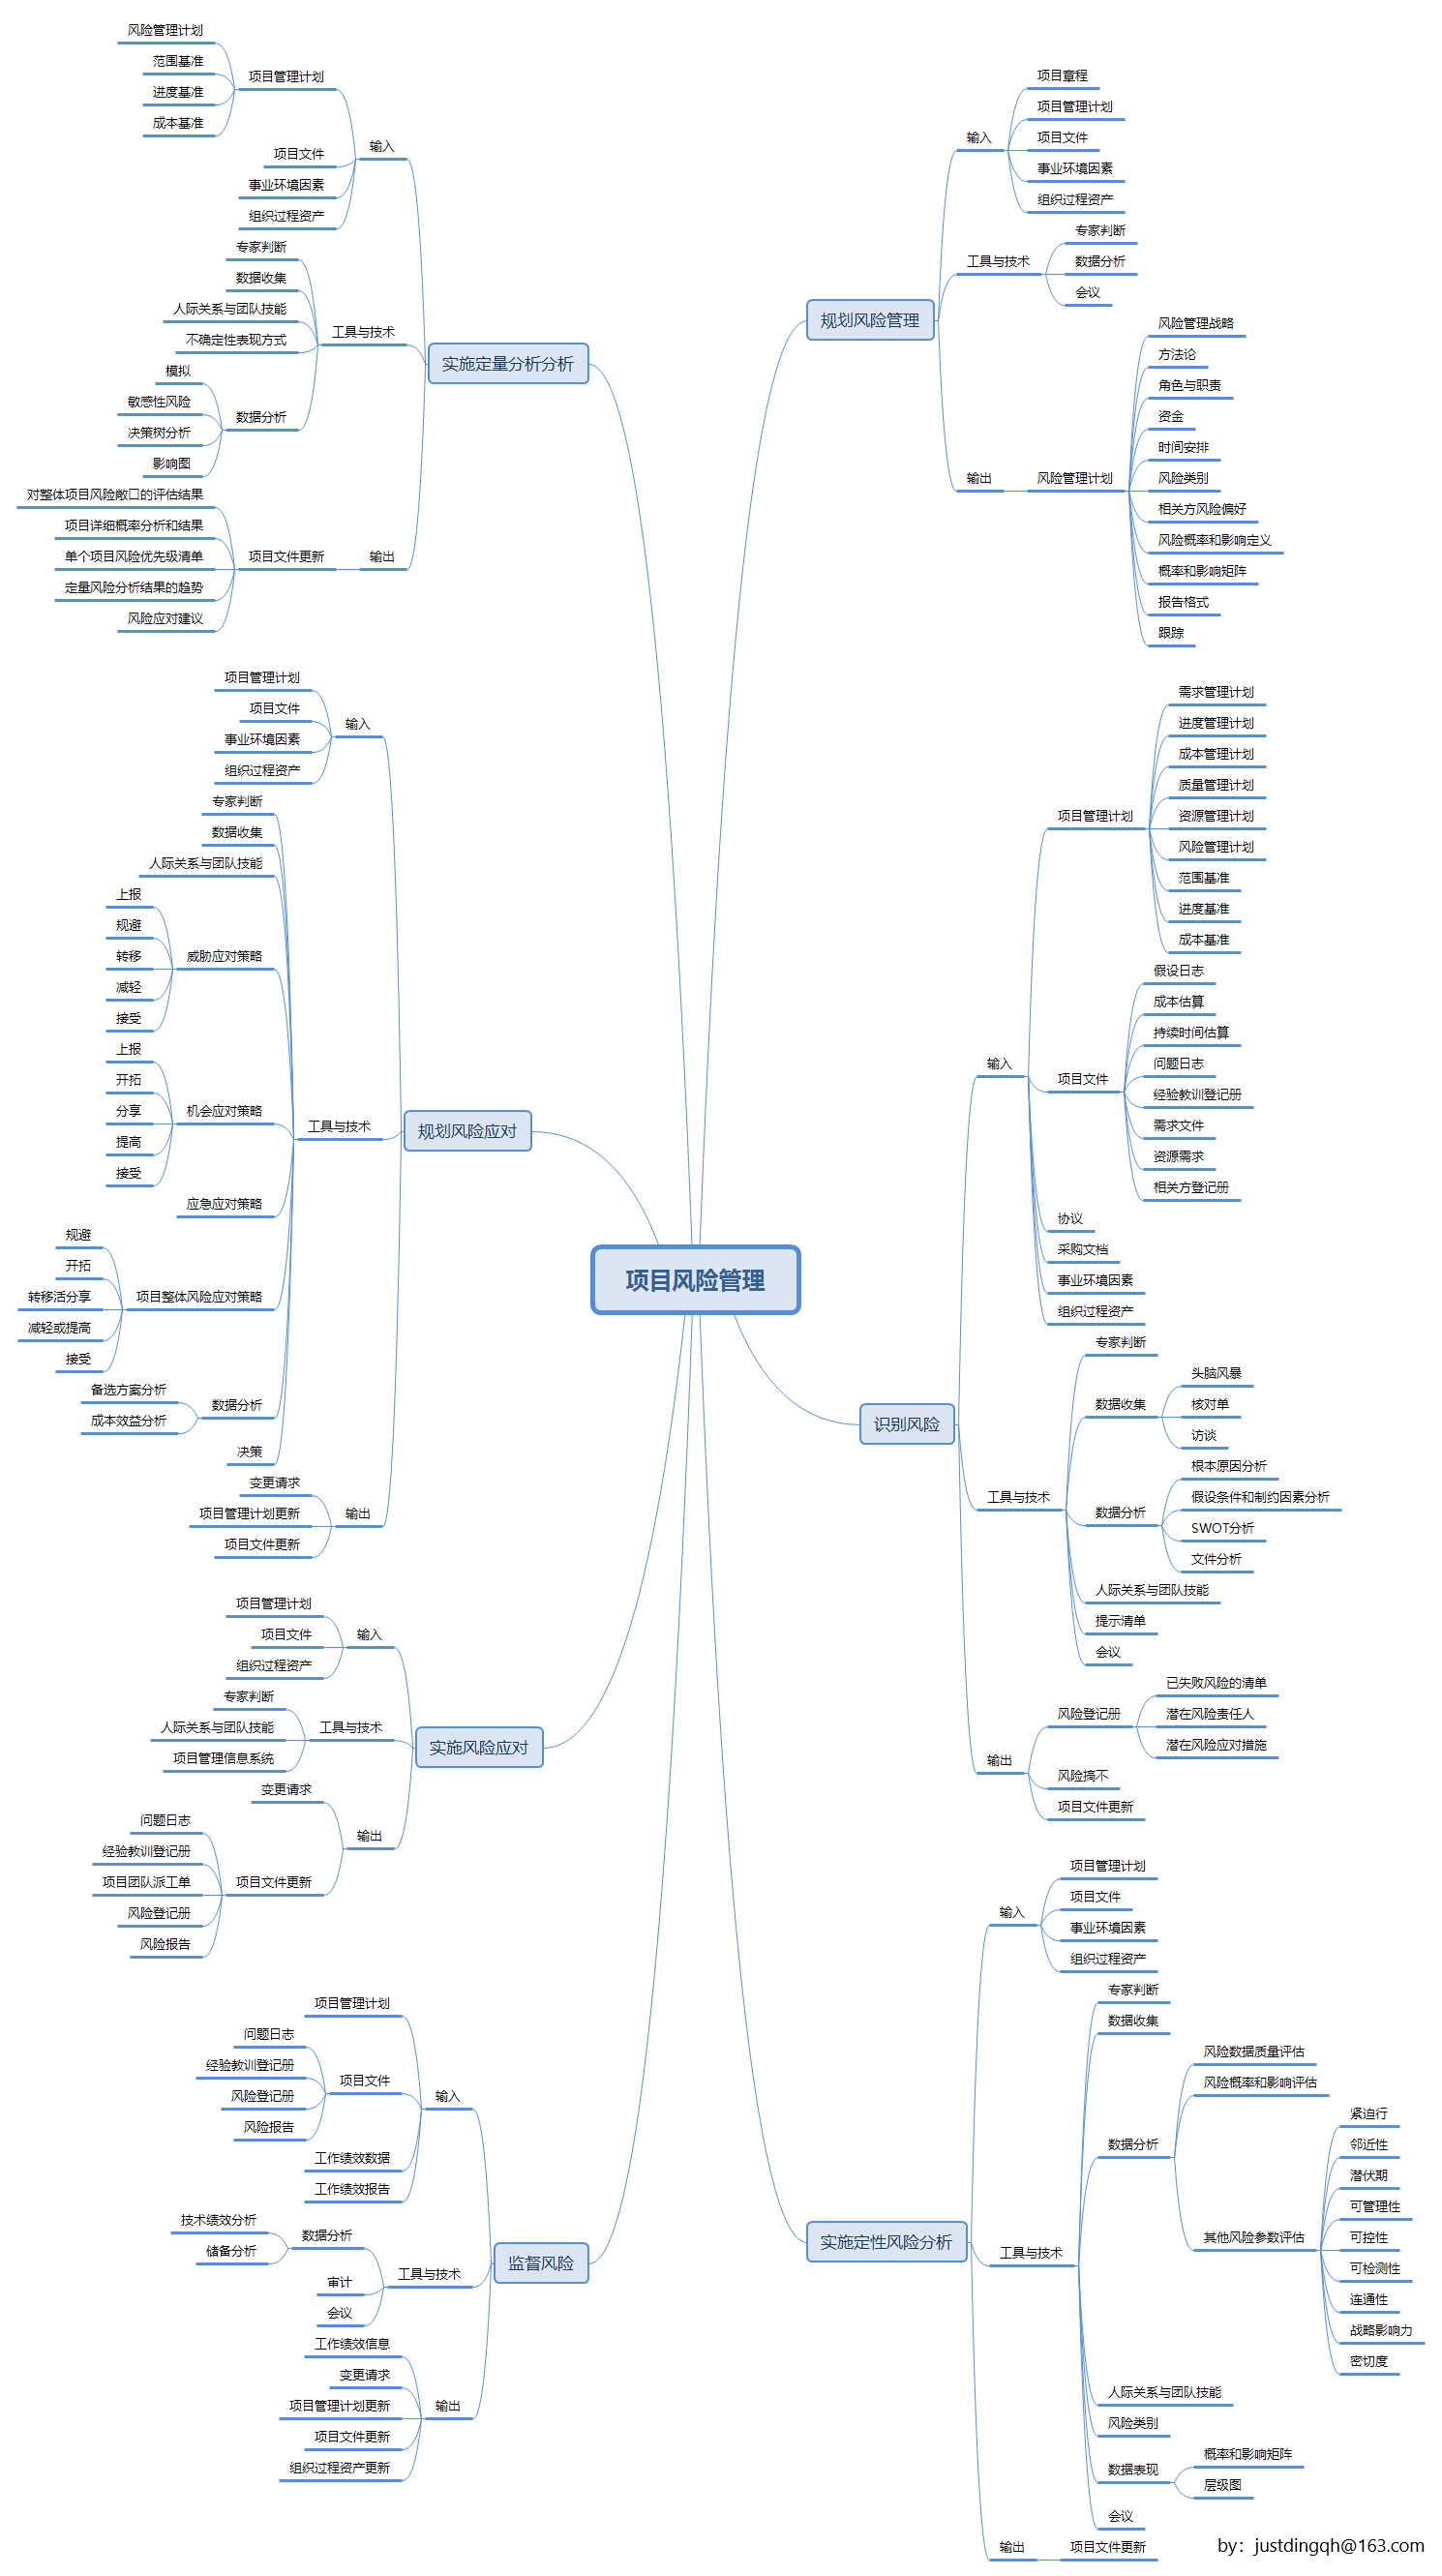 项目风险管理
规划风险管理
输入
项目章程
项目管理计划
项目文件
事业环境因素
组织过程资产
工具与技术
专家判断
数据分析
会议
输出
风险管理计划
风险管理战略
方法论
角色与职责
资金
时间安排
风险类别
相关方风险偏好
风险概率和影响定义
概率和影响矩阵
报告格式
跟踪
识别风险
输入
项目管理计划
需求管理计划
进度管理计划
成本管理计划
质量管理计划
资源管理计划
风险管理计划
范围基准
进度基准
成本基准
项目文件
假设日志
成本估算
持续时间估算
问题日志
经验教训登记册
需求文件
资源需求
相关方登记册
协议
采购文档
事业环境因素
组织过程资产
工具与技术
专家判断
数据收集
头脑风暴
核对单
访谈
数据分析
根本原因分析
假设条件和制约因素分析
SWOT分析
文件分析
人际关系与团队技能
提示清单
会议
输出
风险登记册
已失败风险的清单
潜在风险责任人
潜在风险应对措施
风险搞不
项目文件更新
实施定性风险分析
输入
项目管理计划
项目文件
事业环境因素
组织过程资产
工具与技术
专家判断
数据收集
数据分析
风险数据质量评估
风险概率和影响评估
其他风险参数评估
紧迫行
邻近性
潜伏期
可管理性
可控性
可检测性
连通性
战略影响力
密切度
人际关系与团队技能
风险类别
数据表现
概率和影响矩阵
层级图
会议
输出
项目文件更新
实施定量分析分析
输入
项目管理计划
风险管理计划
范围基准
进度基准
成本基准
项目文件
事业环境因素
组织过程资产
工具与技术
专家判断
数据收集
人际关系与团队技能
不确定性表现方式
数据分析
模拟
敏感性风险
决策树分析
影响图
输出
项目文件更新
对整体项目风险敞口的评估结果
项目详细概率分析和结果
单个项目风险优先级清单
定量风险分析结果的趋势
风险应对建议
规划风险应对
输入
项目管理计划
项目文件
事业环境因素
组织过程资产
工具与技术
专家判断
数据收集
人际关系与团队技能
威胁应对策略
上报
规避
转移
减轻
接受
机会应对策略
上报
开拓
分享
提高
接受
应急应对策略
项目整体风险应对策略
规避
开拓
转移活分享
减轻或提高
接受
数据分析
备选方案分析
成本效益分析
决策
输出
变更请求
项目管理计划更新
项目文件更新
实施风险应对
输入
项目管理计划
项目文件
组织过程资产
工具与技术
专家判断
人际关系与团队技能
项目管理信息系统
输出
变更请求
项目文件更新
问题日志
经验教训登记册
项目团队派工单
风险登记册
风险报告
监督风险
输入
项目管理计划
项目文件
问题日志
经验教训登记册
风险登记册
风险报告
工作绩效数据
工作绩效报告
工具与技术
数据分析
技术绩效分析
储备分析
审计
会议
输出
工作绩效信息
变更请求
项目管理计划更新
项目文件更新
组织过程资产更新
by：justdingqh@163.com